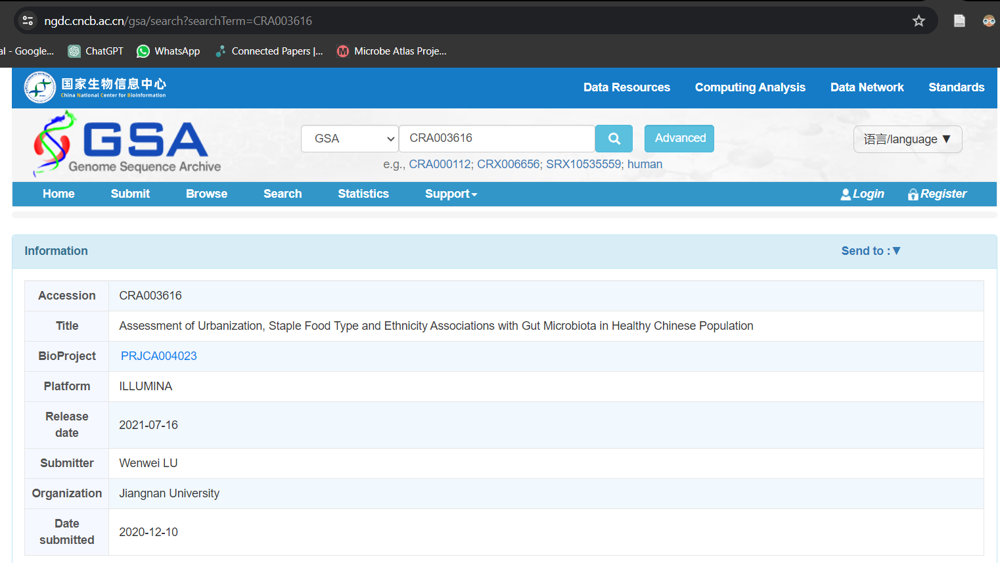 ngdc.cncb.ac.cn/gsa/search?searchTerm=CRA003616
al - Google... ChatGPT WhatsApp Connected Papers |... Microbe Atlas Proje...
国家生物信息中心
China National Center for Bioinformation
Data Resources Computing Analysis Data Network Standards
GSA
Genome Sequence Archive
GSA CRA003616 Advanced
语言/language ▼
e.g., CRA000112; CRX006656; SRX10535559; human
Home Submit Browse Search Statistics Support Login Register
Information Send to :▼
Accession CRA003616
Title Assessment of Urbanization, Staple Food Type and Ethnicity Associations with Gut Microbiota in Healthy Chinese Population
BioProject PRJCA004023
Platform ILLUMINA
Release
date
2021-07-16
Submitter Wenwei LU
Organization Jiangnan University
Date
submitted
2020-12-10